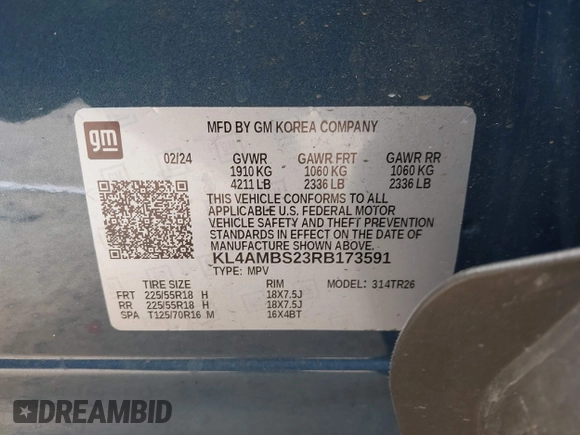 gm
MFD BY GM KOREA COMPANY
02/24 GVWR GAWR FRT GAWR RR
1910 KG 1060 KG 1060 KG
4211 LB 2336 LB 2336 LB
THIS VEHICLE CONFORMS TO ALL
APPLICABLE U.S. FEDERAL MOTOR
VEHICLE SAFETY AND THEFT PREVENTION
STANDARDS IN EFFECT ON THE DATE OF
MANUFACTURE SHOWN ABOVE.
KL4AMBS23RB173591
TYPE: MPV
TIRE SIZE RIM MODEL: 314TR26
FRT 225/55R18 H 18X7.5J
RR 225/55R18 H 18X7.5J
SPA T125/70R16 M 16X4BT
DREAMBID